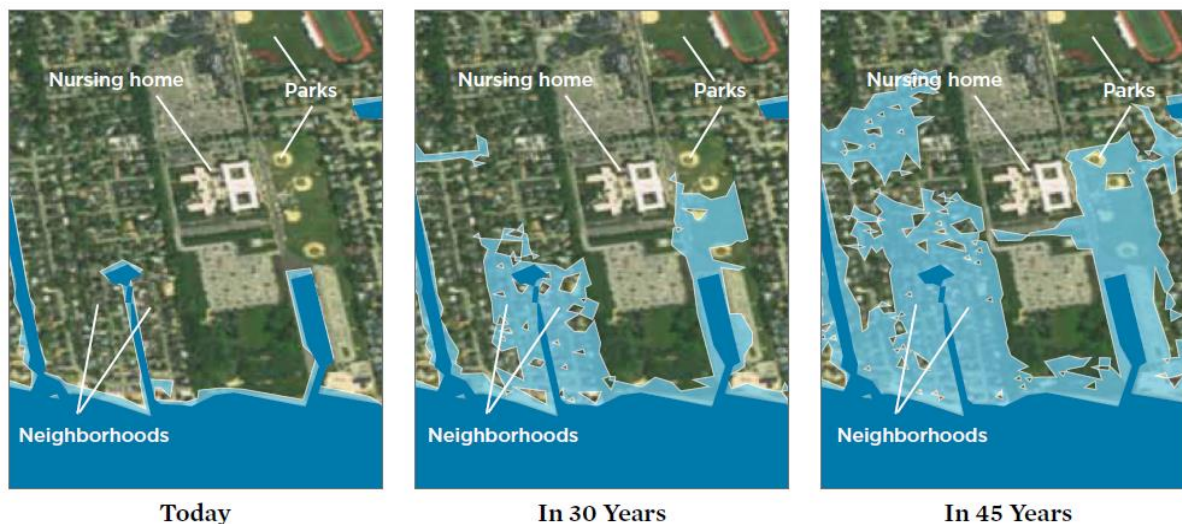 Nursing home
Parks
Neighborhoods
Today
Nursing home
Parks
Neighborhoods
In 30 Years
Nursing home
Parks
Neighborhoods
In 45 Years